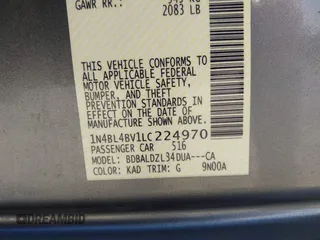 GAWR RR.:
2083 LB
THIS VEHICLE CONFORMS TO
ALL APPLICABLE FEDERAL
MOTOR VEHICLE SAFETY,
BUMPER, AND THEFT
STANDARDS IN EFFECT ON
THE DATE OF MANUFACTURE
SHOWN ABOVE.
1N4BL4BV1LC224970
PASSENGER CAR 516
MODEL: BDBALDZL34DUA---CA
COLOR: KAD TRIM: G 9N00A
© DREAMBID